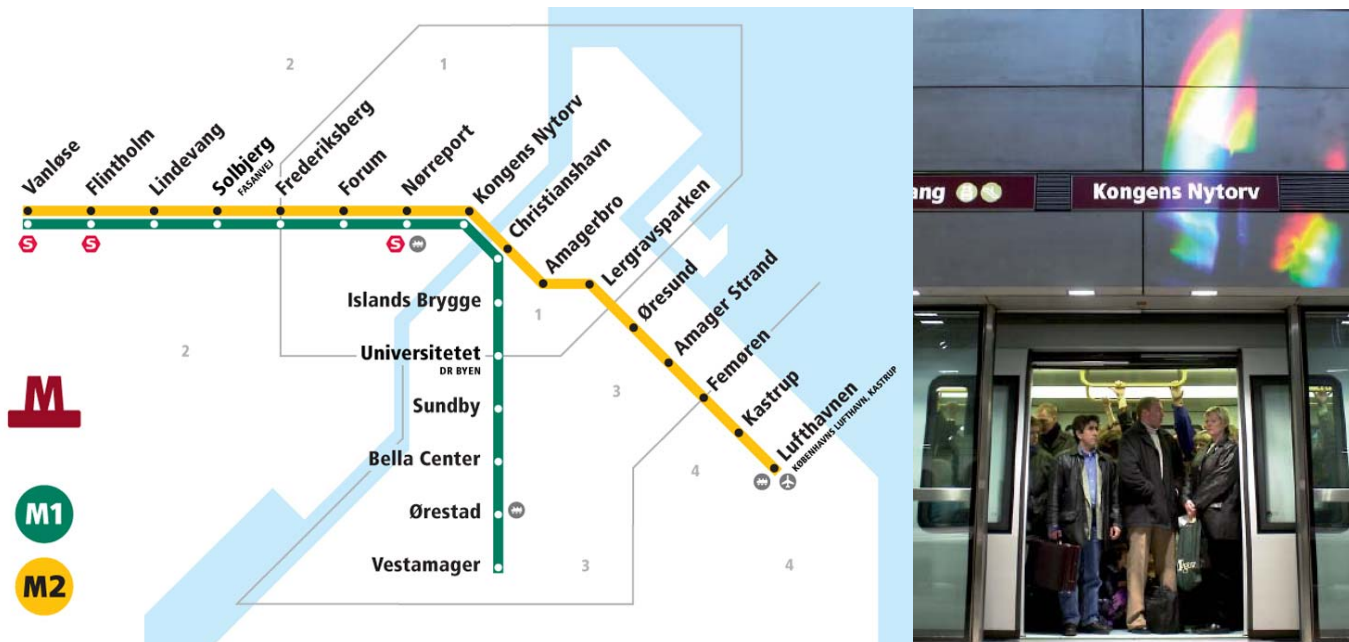 2
1
Vanløse
Flintholm
Lindevang
Solbjerg
FASANVEJ
Frederiksberg
Forum
Nørreport
Kongens Nytorv
Christianshavn
Amagerbro
Lergravsparken
Øresund
Amager Strand
Femøren
Kastrup
Lufthavnen
KØBENHAVNS LUFTHAVN, KASTRUP
S
S
S
Islands Brygge
1
2
Universitetet
DR BYEN
3
Sundby
M
Bella Center
4
M1
Ørestad
M2
Vestamager
3
4
ang
Kongens Nytorv